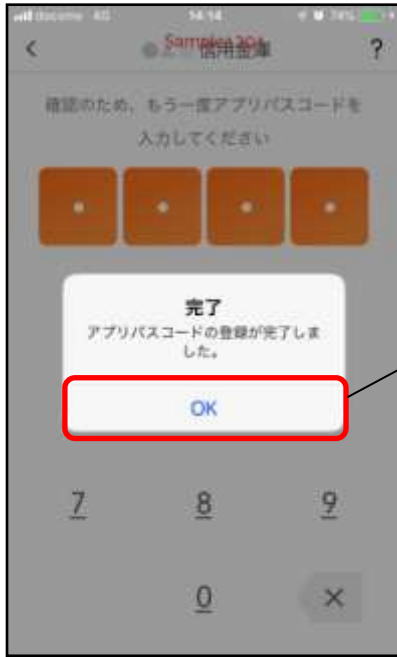 docomo 4G 14:14 74%
信用金庫
?
確認のため、もう一度アプリパスコードを
入力してください
完了
アプリパスコードの登録が完了しま
した。
OK
7 8 9
0